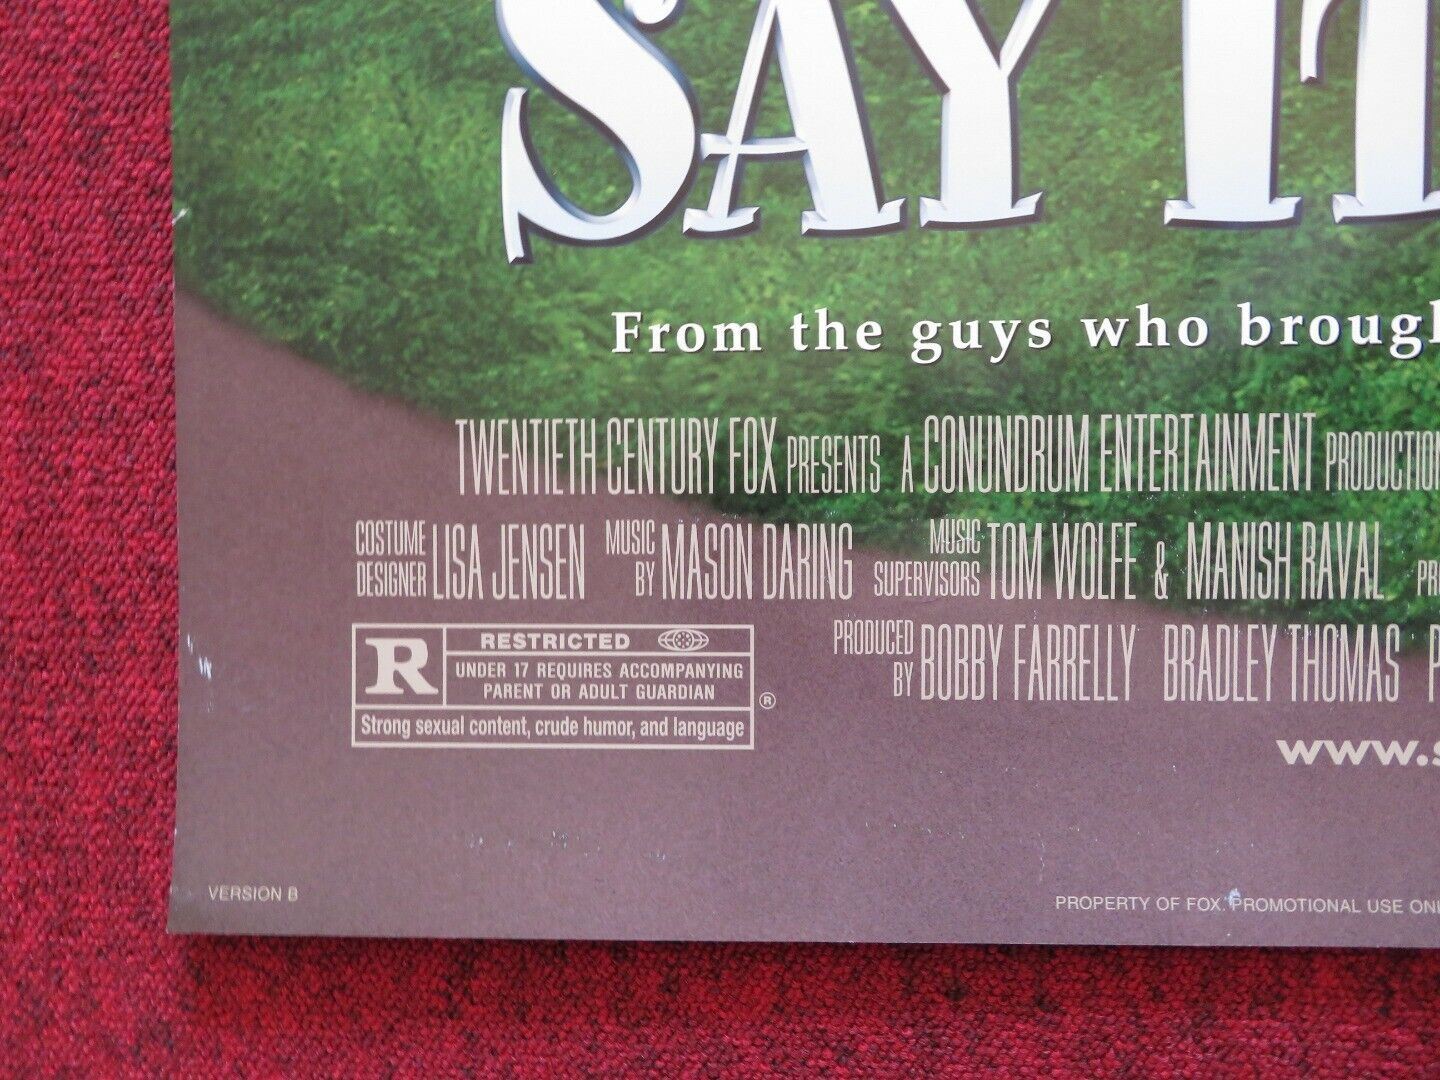 SAY IT
From the guys who brough
TWENTIETH CENTURY FOX PRESENTS A CONUNDRUM ENTERTAINMENT PRODUCTION
COSTUME DESIGNER LISA JENSEN MUSIC BY MASON DARING MUSIC SUPERVISORS TOM WOLFE & MANISH RAVAL PR
PRODUCED BY BOBBY FARRELLY BRADLEY THOMAS P
R RESTRICTED
UNDER 17 REQUIRES ACCOMPANYING
PARENT OR ADULT GUARDIAN
®
Strong sexual content, crude humor, and language
www.s
VERSION B
PROPERTY OF FOX. PROMOTIONAL USE ONL